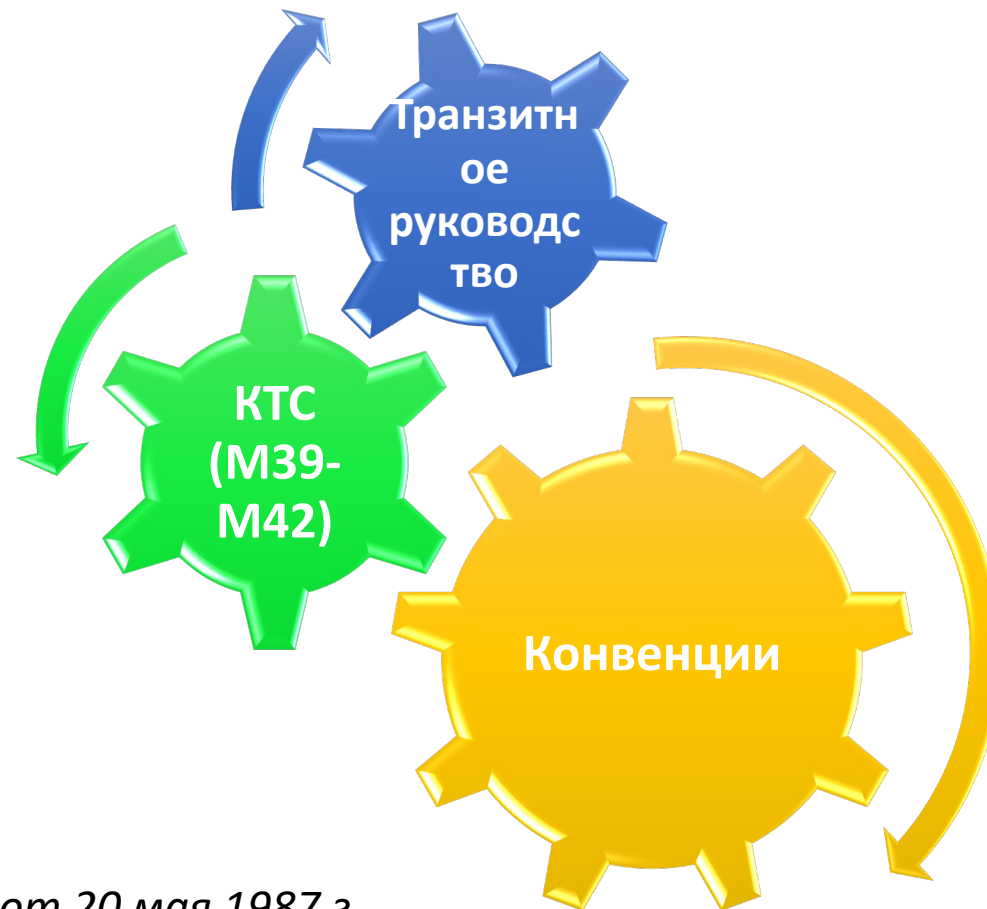 Транзитн
ое
руководс
тво
КТС
(М39-
М42)
Конвенции
от 20 мая 1987 г